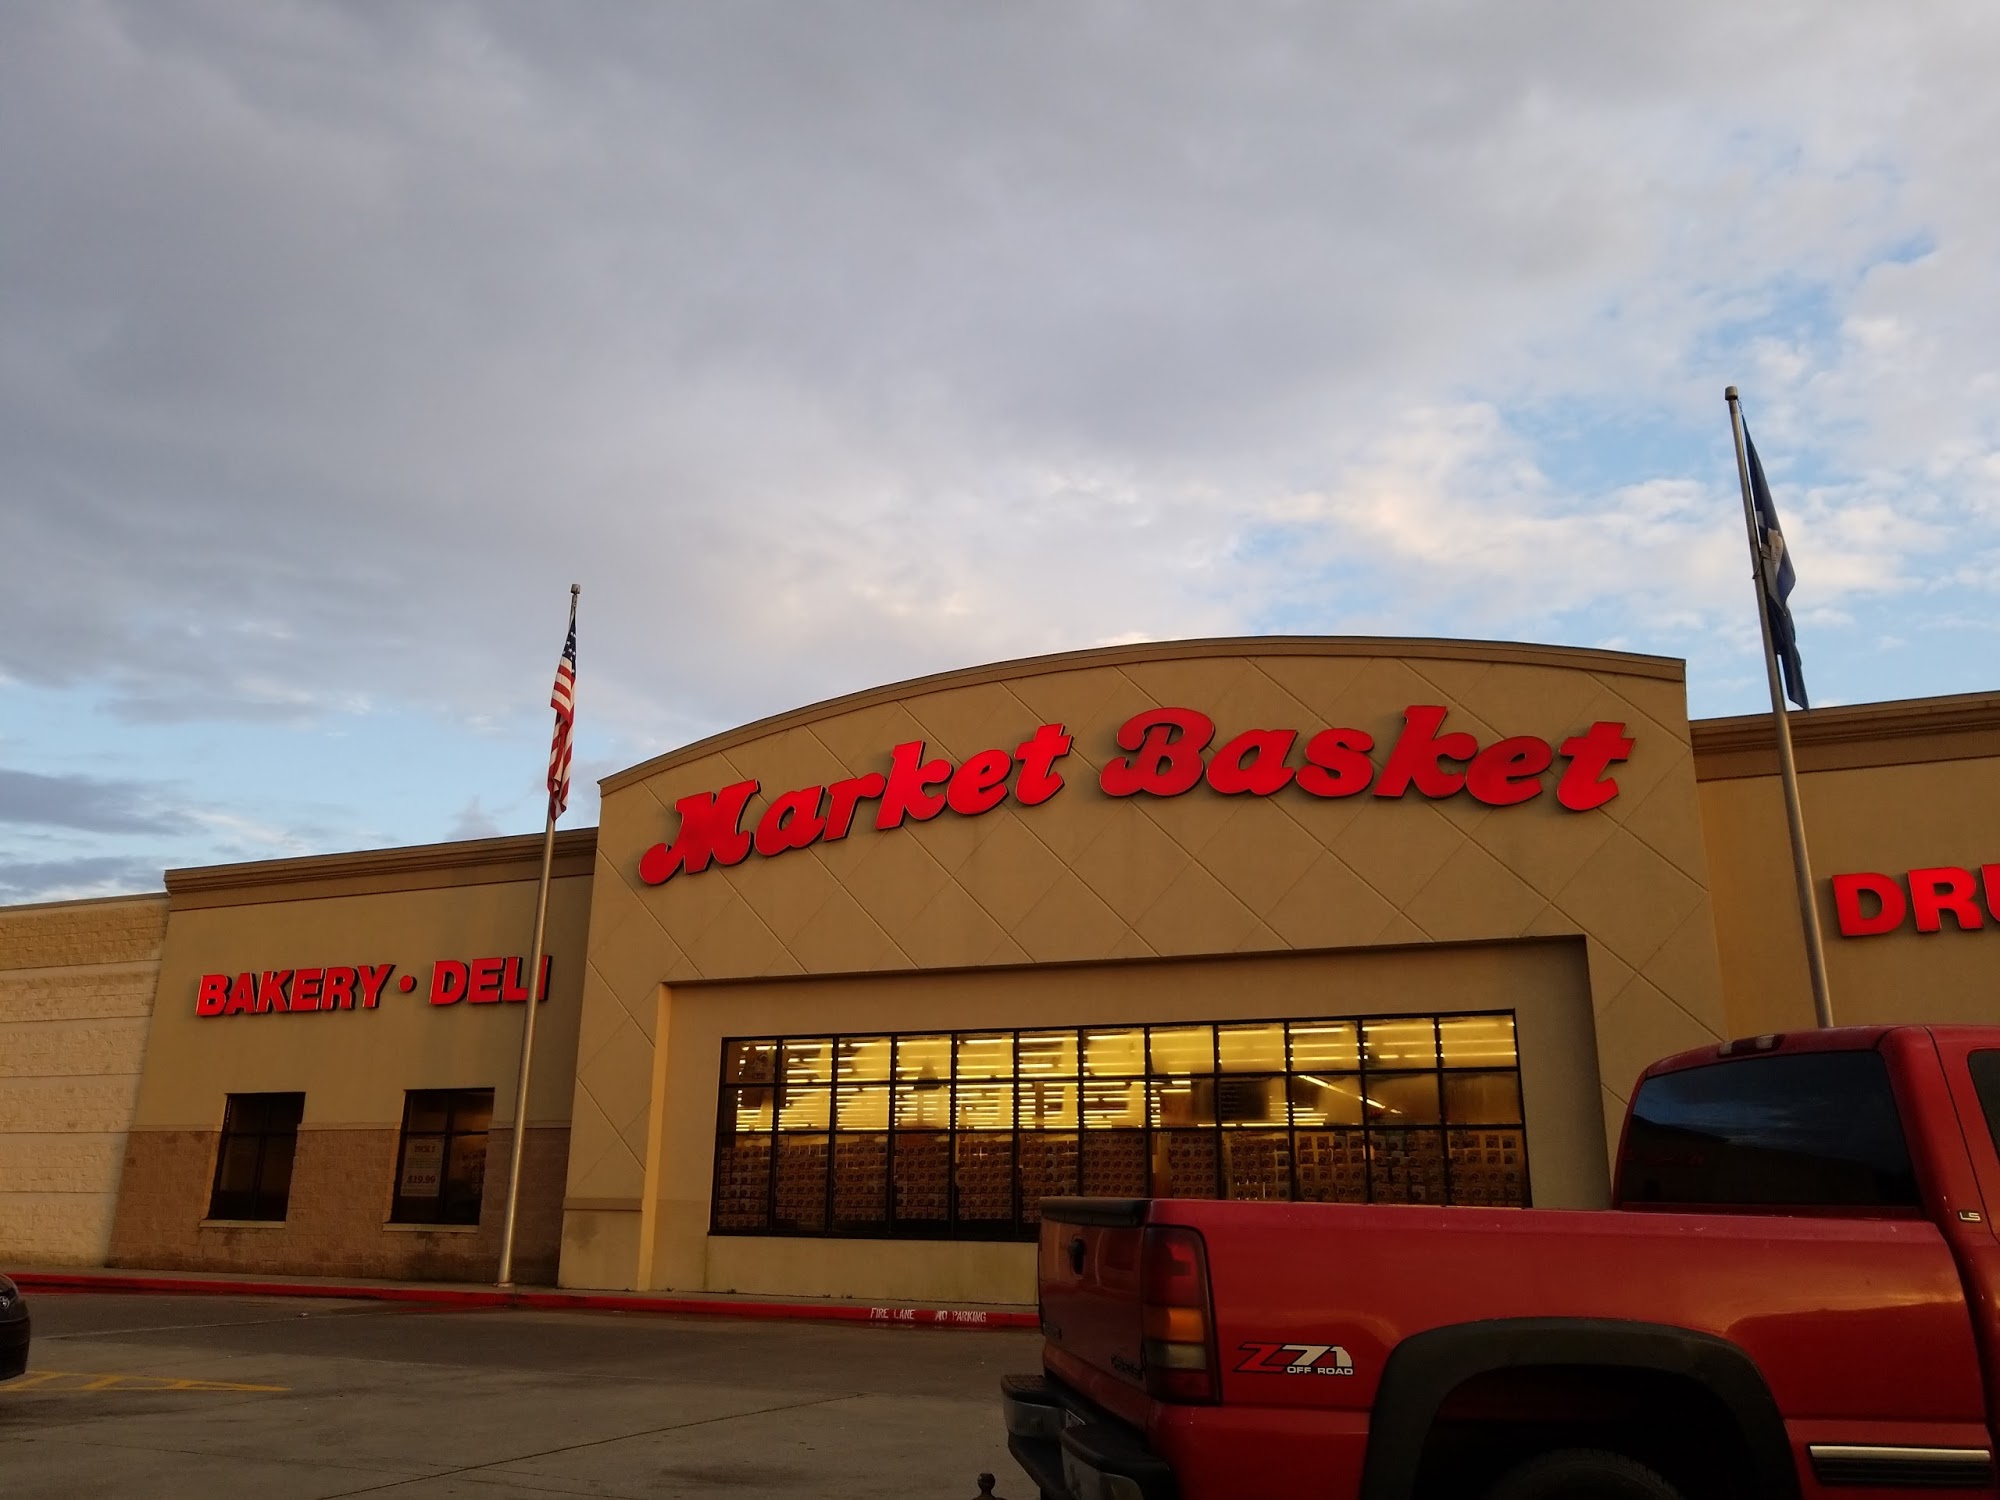 Market Basket
BAKERY • DELI
DRU
$19.99
FIRE LANE NO PARKING
LS
Z71
OFF ROAD